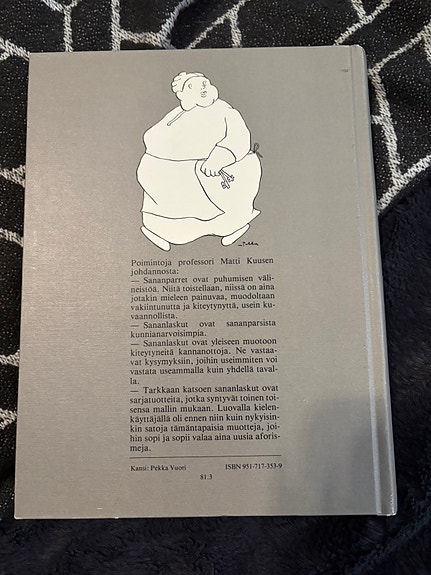 Pekka
Poimintoja professori Matti Kuusen
johdannosta:
— Sananparret ovat puhumisen väli-
neistöä. Niitä toistellaan, niissä on aina
jotakin mieleen painuvaa, muodoltaan
vakiintunutta ja kiteytynyttä, usein ku-
vaannollista.
— Sananlaskut ovat sananparsista
kunnianarvoisimpia.
— Sananlaskut ovat yleiseen muotoon
kiteytyneitä kannanottoja. Ne vastaa-
vat kysymyksiin, joihin useimmiten voi
vastata useammalla kuin yhdellä taval-
la.
— Tarkkaan katsoen sananlaskut ovat
sarjatuotteita, jotka syntyvät toinen toi-
sensa mallin mukaan. Luovalla kielen-
käyttäjällä oli ennen niin kuin nykyisin-
kin satoja tämäntapaisia muotteja, joi-
hin sopi ja sopii valaa aina uusia aforis-
meja.
Kansi: Pekka Vuori ISBN 951-717-353-9
81.3